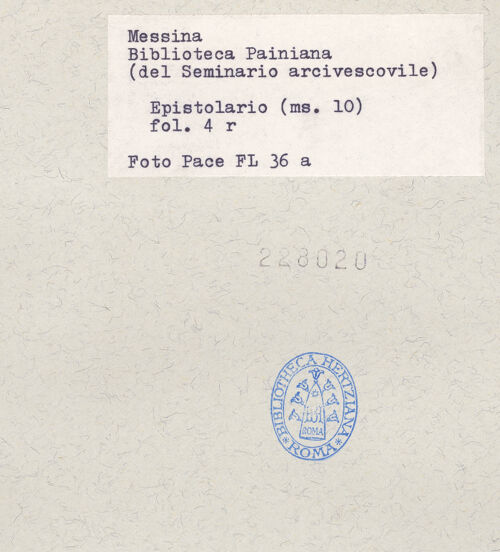 Messina
Biblioteca Painiana
(del Seminario arcivescovile)
Epistolario (ms. 10)
fol. 4 r
Foto Pace FL 36 a
228020
BIBLIOTHECA HERTZIANA
ROMA
ROMA